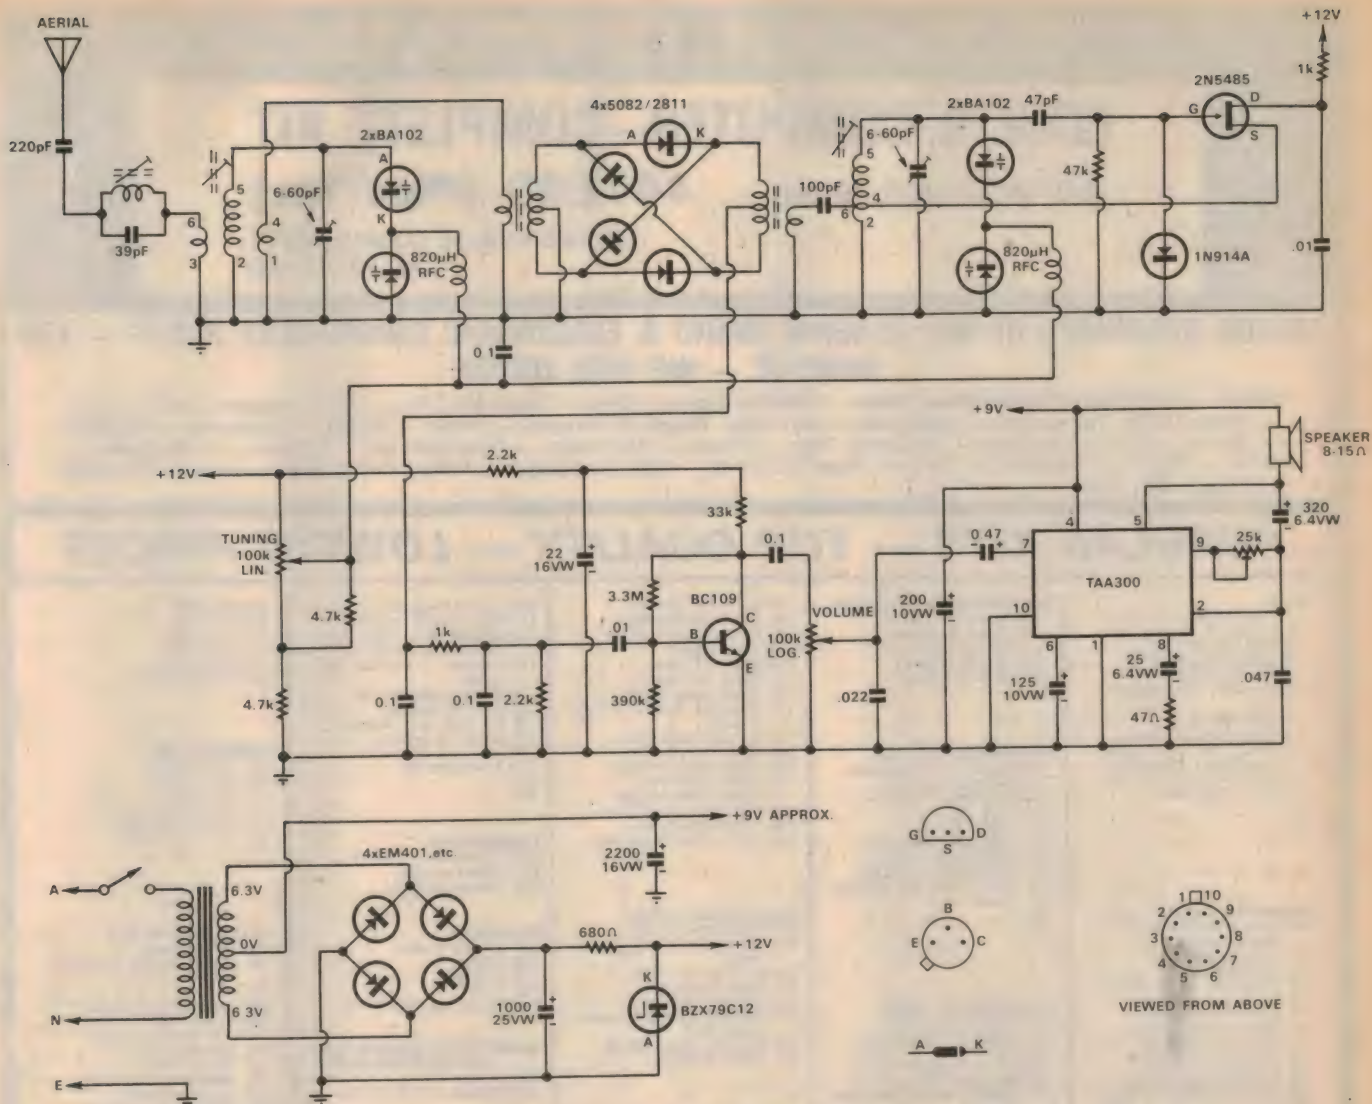 AERIAL
220pF
39pF
6
3
5
2
4
1
6-60pF
2xBA102
A
K
820μH
RFC
0.1
4x5082/2811
A
K
100pF
6-60pF
5
4
6
2
2xBA102
47pF
820μH
RFC
47k
1N914A
2N5485
G
D
S
+12V
1k
.01
+12V
TUNING
100k
LIN.
4.7k
4.7k
2.2k
22
16VW
+
-
33k
3.3M
BC109
B
C
E
1k
0.1
0.1
2.2k
.01
390k
0.1
VOLUME
100k
LOG.
.022
+9V
0.47
- +
200
10VW
+
-
TAA300
4
5
7
9
10
2
6
1
8
125
10VW
+
-
25
6.4VW
+
-
47Ω
SPEAKER
8-15Ω
320
6.4VW
+
-
25k
.047
A
N
E
6.3V
0V
6.3V
4xEM401,etc
+9V APPROX.
2200
16VW
+
-
1000
25VW
+
-
680Ω
+12V
K
BZX79C12
A
G
S
D
B
E
C
A
K
1
10
2
9
3
8
4
7
5
6
VIEWED FROM ABOVE